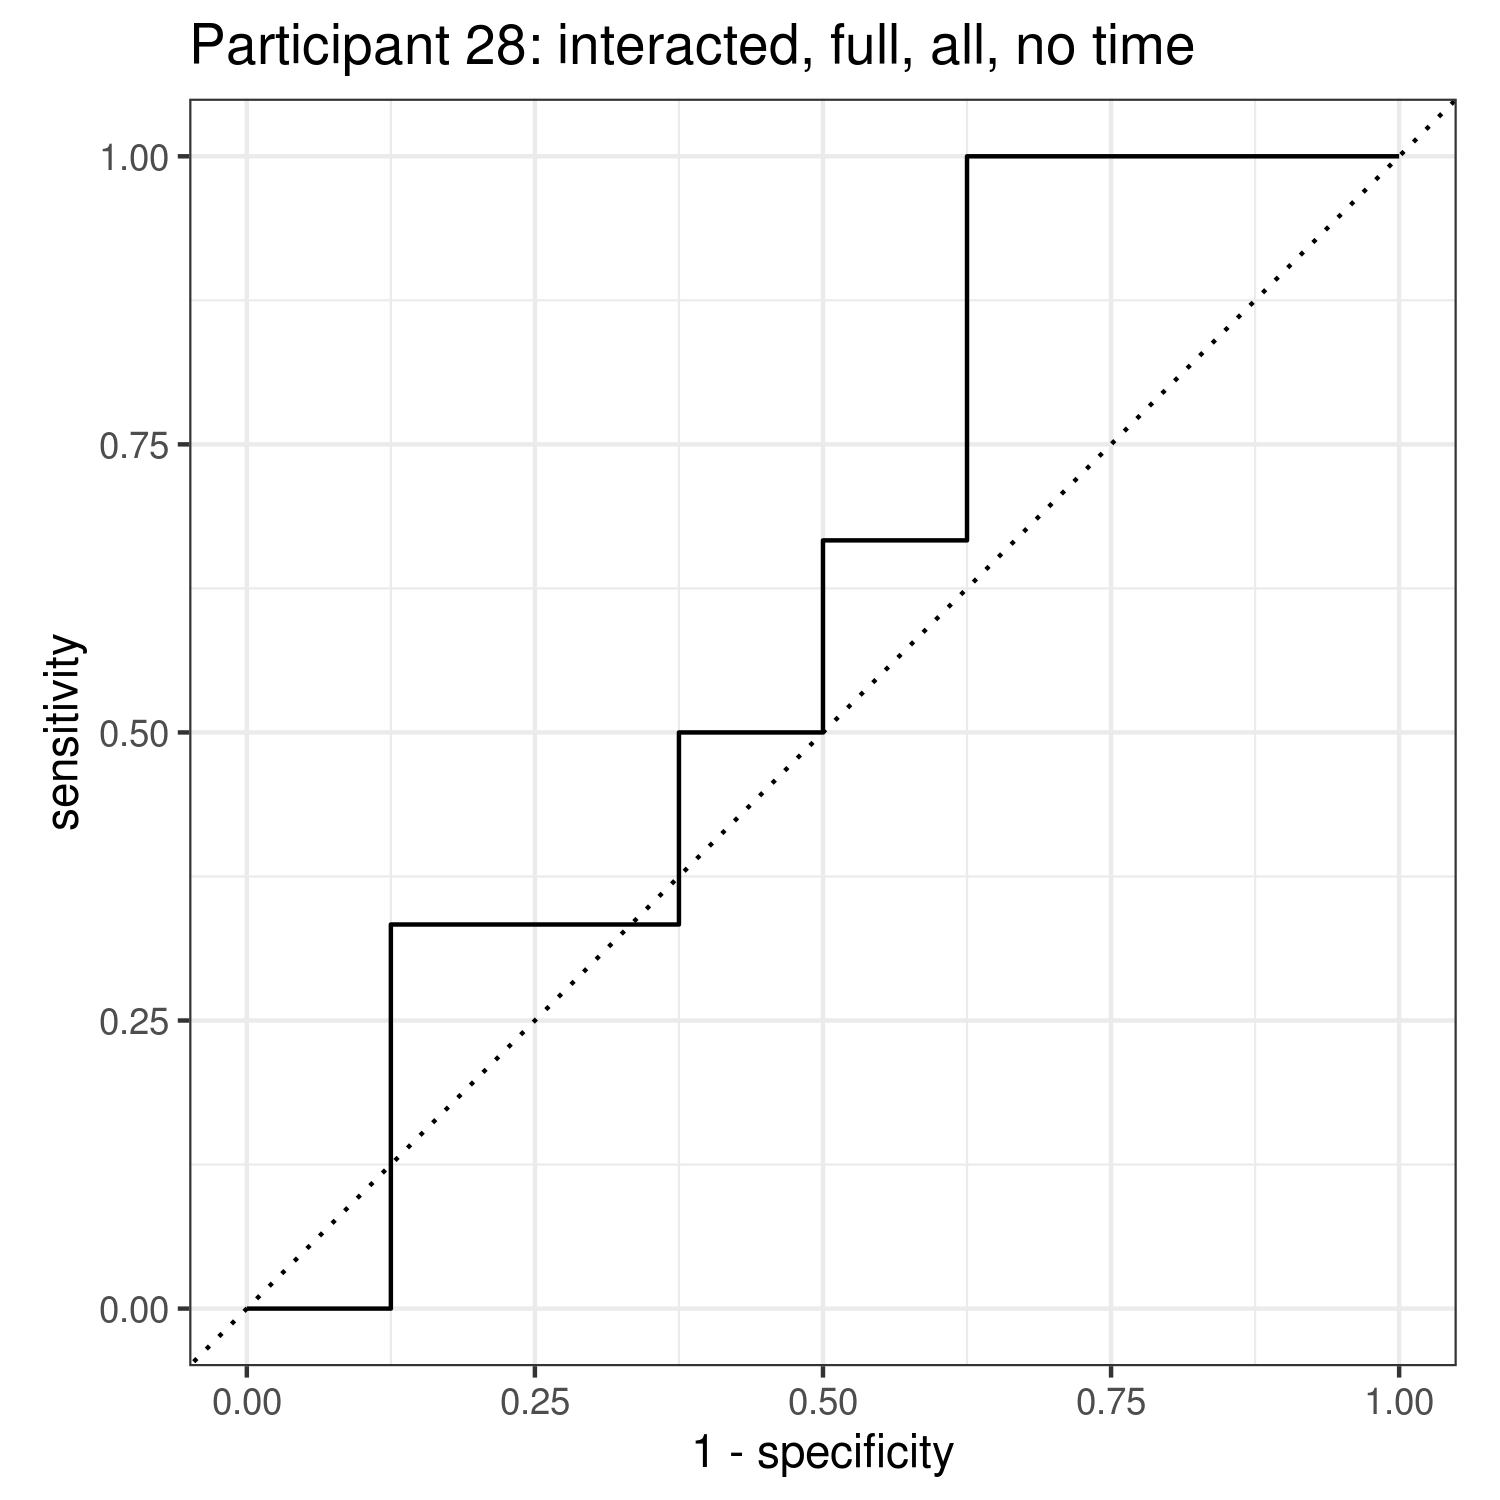 Participant 28: interacted, full, all, no time
1.00
0.75
0.50
0.25
0.00
sensitivity
0.00 0.25 0.50 0.75 1.00
1 - specificity